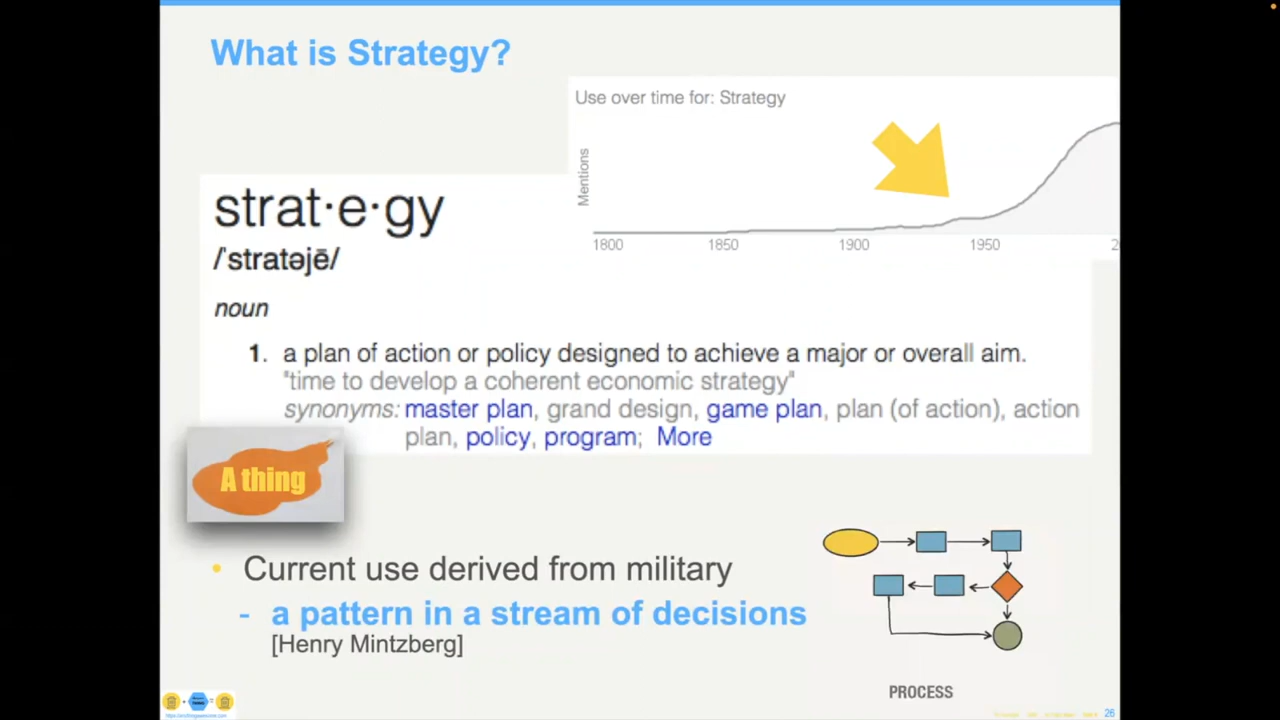 What is Strategy?
Use over time for: Strategy
Mentions
1800 1850 1900 1950 2
strat·e·gy
/ˈstratəjē/
noun
1. a plan of action or policy designed to achieve a major or overall aim.
"time to develop a coherent economic strategy"
synonyms: master plan, grand design, game plan, plan (of action), action
plan, policy, program; More
A thing
• Current use derived from military
- a pattern in a stream of decisions
[Henry Mintzberg]
PROCESS
26